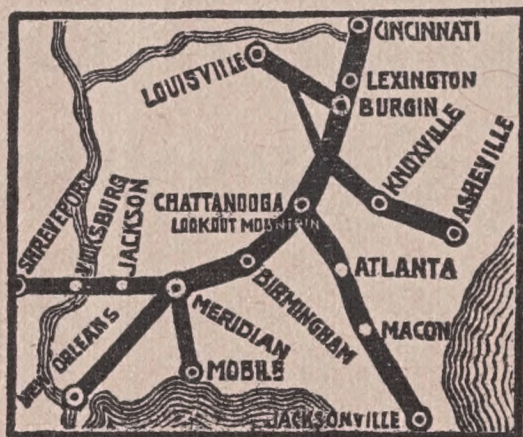 CINCINNATI
LOUISVILLE
LEXINGTON
BURGIN
KNOXVILLE
ASHEVILLE
CHATTANOOGA
LOOKOUT MOUNTAIN
SHREVEPORT
VICKSBURG
JACKSON
ATLANTA
BIRMINGHAM
MERIDIAN
NEW ORLEANS
MACON
MOBILE
JACKSONVILLE